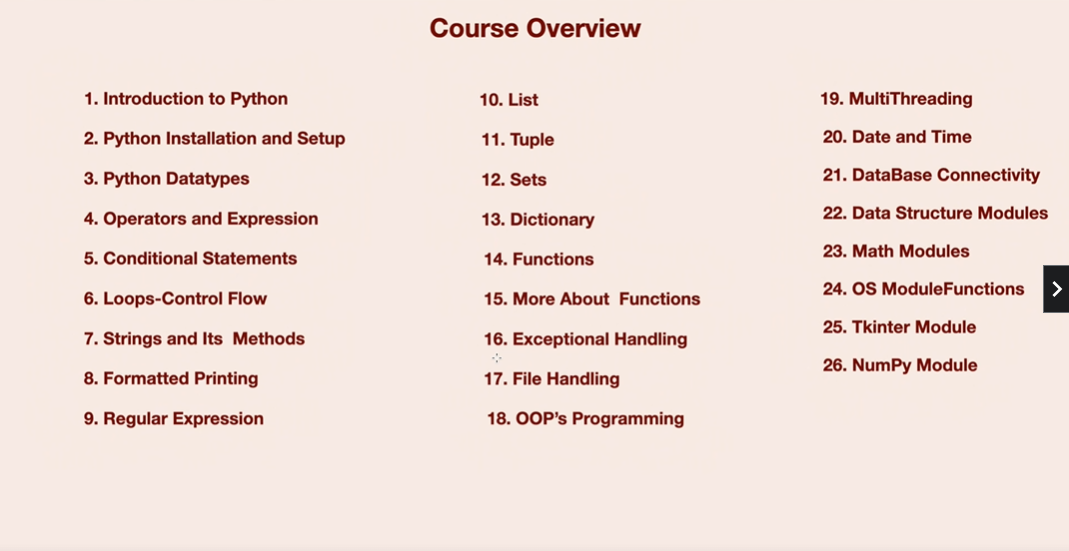 Course Overview
1. Introduction to Python
2. Python Installation and Setup
3. Python Datatypes
4. Operators and Expression
5. Conditional Statements
6. Loops-Control Flow
7. Strings and Its  Methods
8. Formatted Printing
9. Regular Expression
10. List
11. Tuple
12. Sets
13. Dictionary
14. Functions
15. More About  Functions
16. Exceptional Handling
17. File Handling
18. OOP’s Programming
19. MultiThreading
20. Date and Time
21. DataBase Connectivity
22. Data Structure Modules
23. Math Modules
24. OS ModuleFunctions
25. Tkinter Module
26. NumPy Module